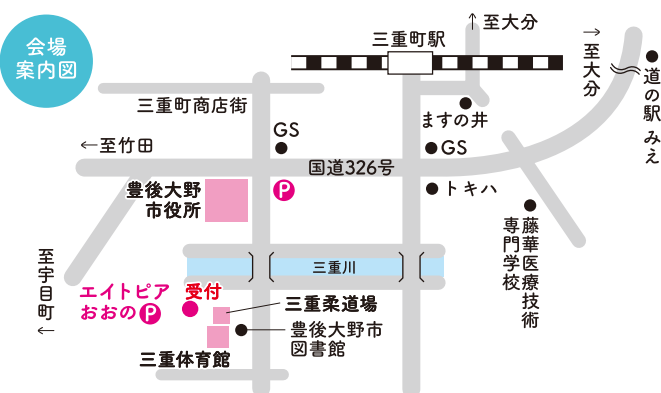 会場
案内図
三重町駅
↑至大分
→至大分
道の駅 みえ
三重町商店街
ますの井
GS
GS
←至竹田
国道326号
豊後大野
市役所
P
トキハ
藤華医療技術
専門学校
至宇目町←
三重川
エイトピア
おおのP
受付
三重柔道場
豊後大野市
図書館
三重体育館